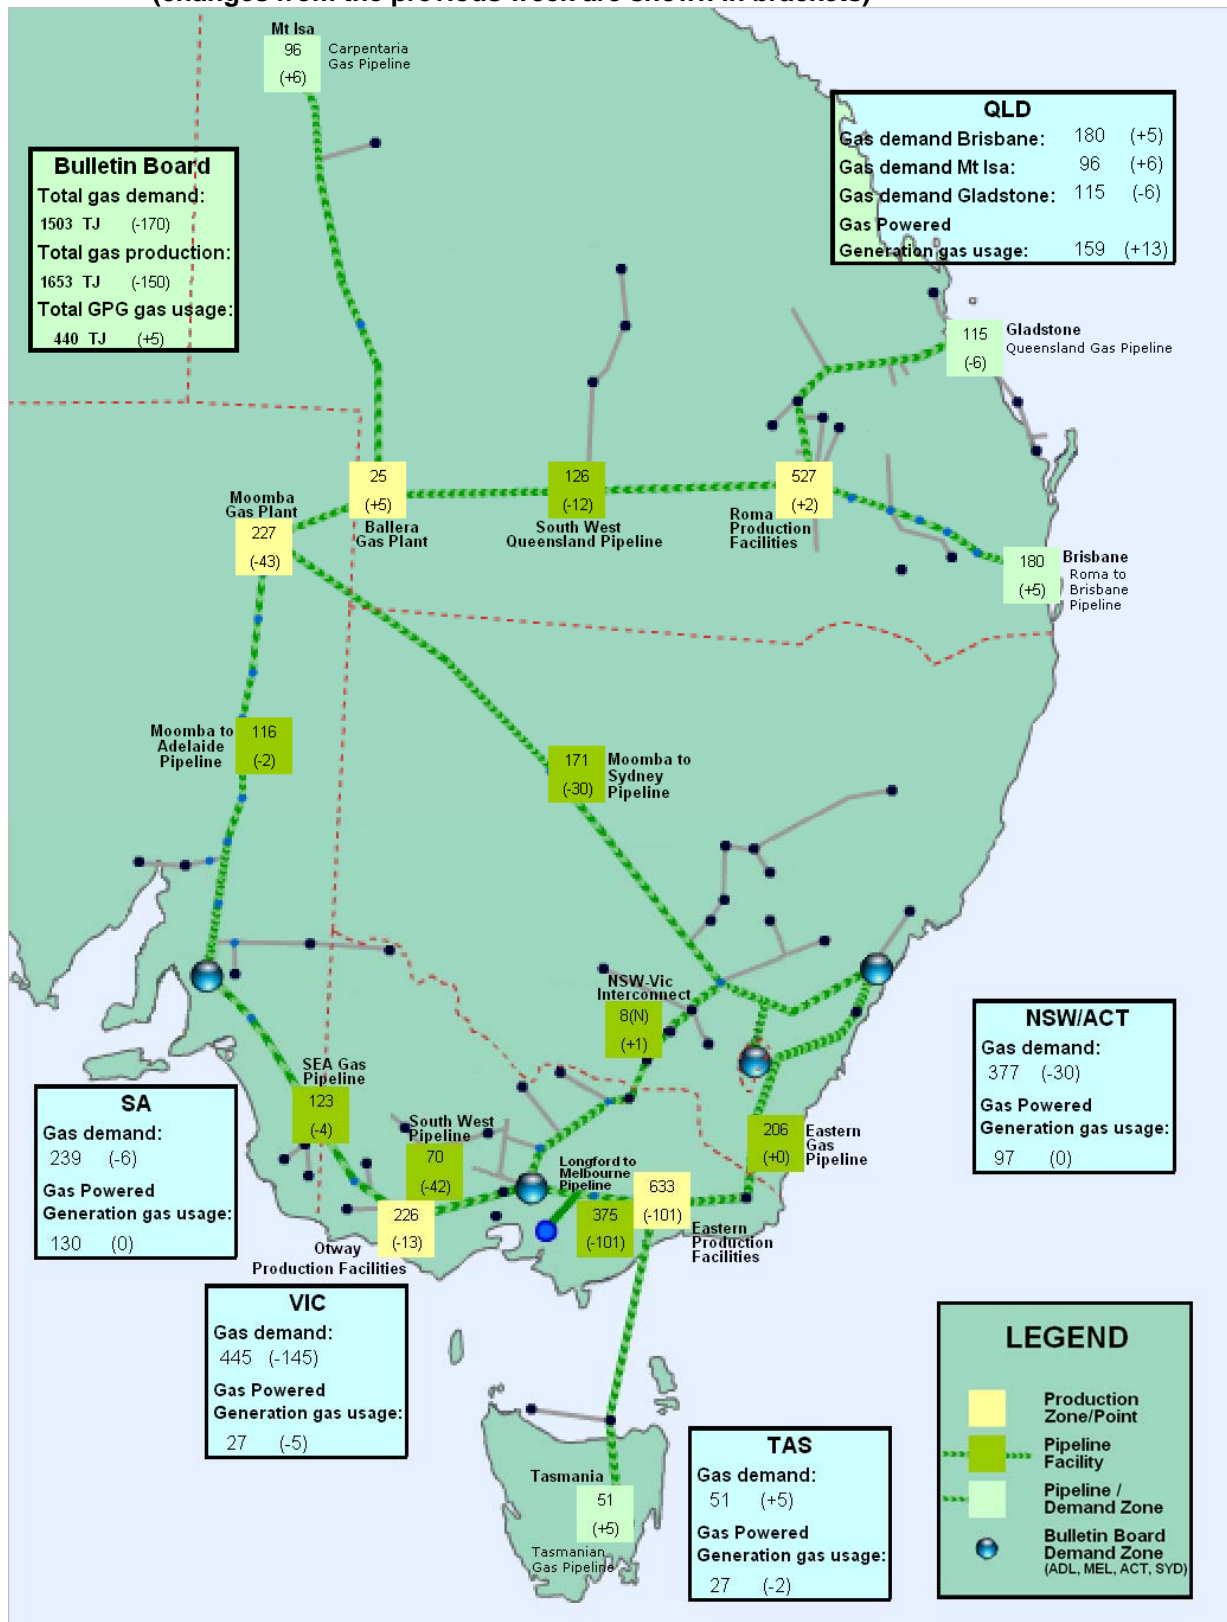 (changes from the previous week are shown in brackets)
Mt Isa
96
(+6)
Carpentaria
Gas Pipeline
QLD
Gas demand Brisbane: 180 (+5)
Gas demand Mt Isa: 96 (+6)
Gas demand Gladstone: 115 (-6)
Gas Powered
Generation gas usage: 159 (+13)
Bulletin Board
Total gas demand:
1503 TJ (-170)
Total gas production:
1653 TJ (-150)
Total GPG gas usage:
440 TJ (+5)
115
(-6)
Gladstone
Queensland Gas Pipeline
25
(+5)
Ballera
Gas Plant
126
(-12)
South West
Queensland Pipeline
527
(+2)
Roma
Production
Facilities
Moomba
Gas Plant
227
(-43)
180
(+5)
Brisbane
Roma to
Brisbane
Pipeline
Moomba to
Adelaide
Pipeline
116
(-2)
171
(-30)
Moomba to
Sydney
Pipeline
NSW-Vic
Interconnect
8(N)
(+1)
NSW/ACT
Gas demand:
377 (-30)
Gas Powered
Generation gas usage:
97 (0)
SEA Gas
Pipeline
123
(-4)
SA
Gas demand:
239 (-6)
Gas Powered
Generation gas usage:
130 (0)
South West
Pipeline
70
(-42)
206
(+0)
Eastern
Gas
Pipeline
Longford to
Melbourne
Pipeline
375
(-101)
633
(-101)
Eastern
Production
Facilities
226
(-13)
Otway
Production Facilities
VIC
Gas demand:
445 (-145)
Gas Powered
Generation gas usage:
27 (-5)
Tasmania
51
(+5)
Tasmanian
Gas Pipeline
TAS
Gas demand:
51 (+5)
Gas Powered
Generation gas usage:
27 (-2)
LEGEND
Production
Zone/Point
Pipeline
Facility
Pipeline /
Demand Zone
Bulletin Board
Demand Zone
(ADL, MEL, ACT, SYD)